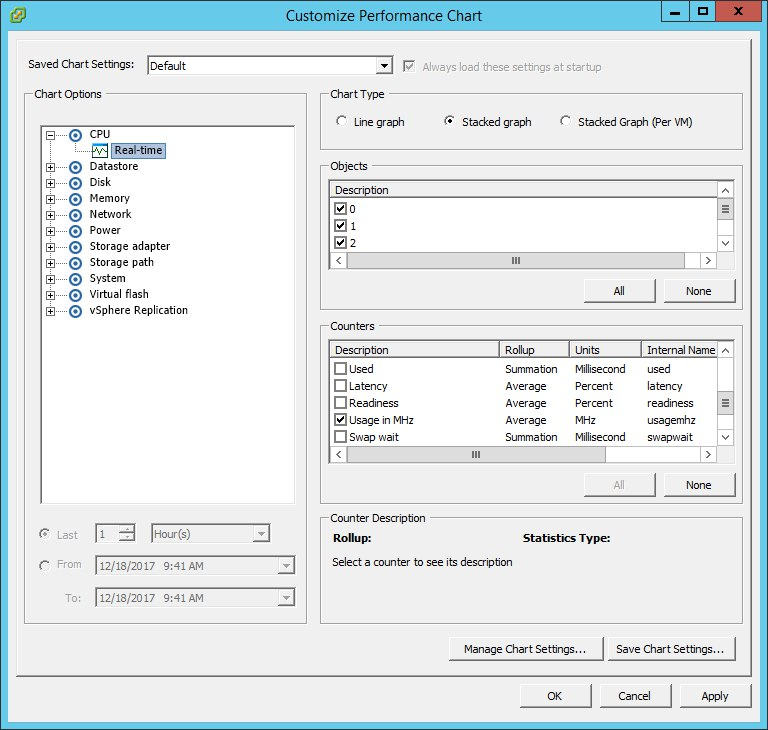 Customize Performance Chart
Saved Chart Settings: Default Always load these settings at startup
Chart Options
CPU
Real-time
Datastore
Disk
Memory
Network
Power
Storage adapter
Storage path
System
Virtual flash
vSphere Replication
Last 1 Hour(s)
From 12/18/2017 9:41 AM
To: 12/18/2017 9:41 AM
Chart Type
Line graph Stacked graph Stacked Graph (Per VM)
Objects
Description
0
1
2
All None
Counters
Description Rollup Units Internal Name
Used Summation Millisecond used
Latency Average Percent latency
Readiness Average Percent readiness
Usage in MHz Average MHz usagemhz
Swap wait Summation Millisecond swapwait
All None
Counter Description
Rollup: Statistics Type:
Select a counter to see its description
Manage Chart Settings... Save Chart Settings...
OK Cancel Apply